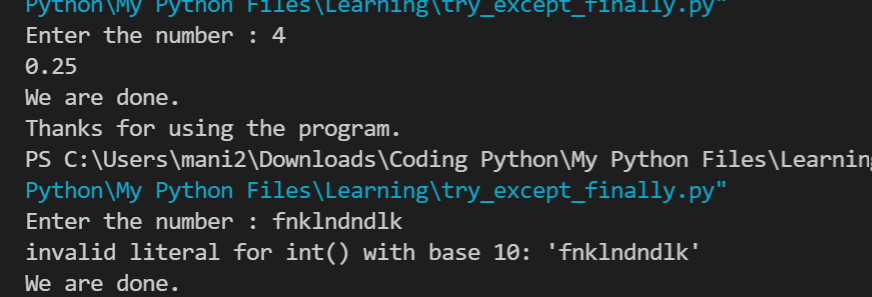 Python\My Python Files\Learning\try_except_finally.py"
Enter the number : 4
0.25
We are done.
Thanks for using the program.
PS C:\Users\mani2\Downloads\Coding Python\My Python Files\Learning
Python\My Python Files\Learning\try_except_finally.py"
Enter the number : fnklndndlk
invalid literal for int() with base 10: 'fnklndndlk'
We are done.